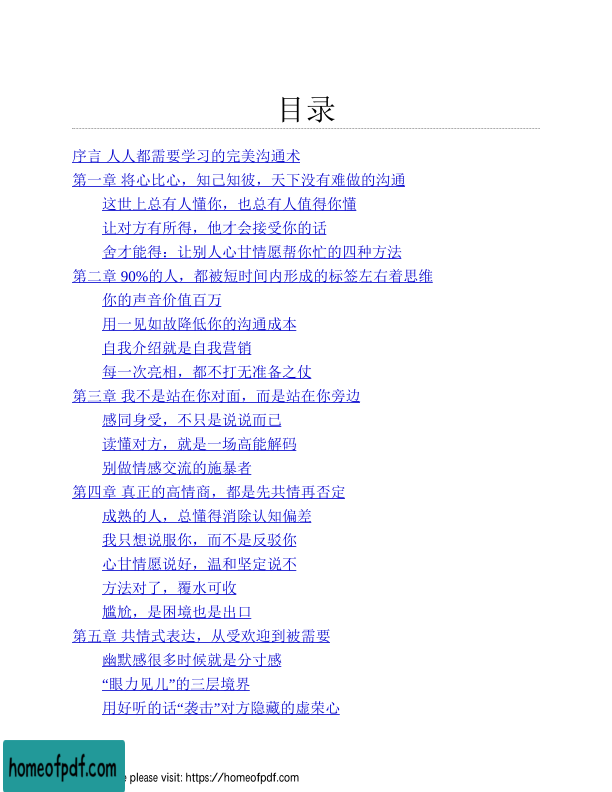 目录
序言 人人都需要学习的完美沟通术
第一章 将心比心，知己知彼，天下没有难做的沟通
这世上总有人懂你，也总有人值得你懂
让对方有所得，他才会接受你的话
舍才能得：让别人心甘情愿帮你忙的四种方法
第二章 90%的人，都被短时间内形成的标签左右着思维
你的声音价值百万
用一见如故降低你的沟通成本
自我介绍就是自我营销
每一次亮相，都不打无准备之仗
第三章 我不是站在你对面，而是站在你旁边
感同身受，不只是说说而已
读懂对方，就是一场高能解码
别做情感交流的施暴者
第四章 真正的高情商，都是先共情再否定
成熟的人，总懂得消除认知偏差
我只想说服你，而不是反驳你
心甘情愿说好，温和坚定说不
方法对了，覆水可收
尴尬，是困境也是出口
第五章 共情式表达，从受欢迎到被需要
幽默感很多时候就是分寸感
“眼力见儿”的三层境界
用好听的话“袭击”对方隐藏的虚荣心
homeofpdf.com
e please visit: https://homeofpdf.com